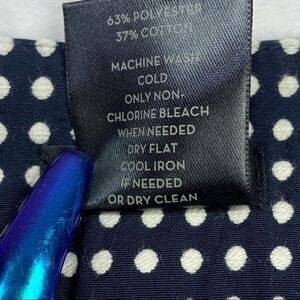 63% POLYESTER
37% COTTON
MACHINE WASH
COLD
ONLY NON-
CHLORINE BLEACH
WHEN NEEDED
DRY FLAT
COOL IRON
IF NEEDED
OR DRY CLEAN